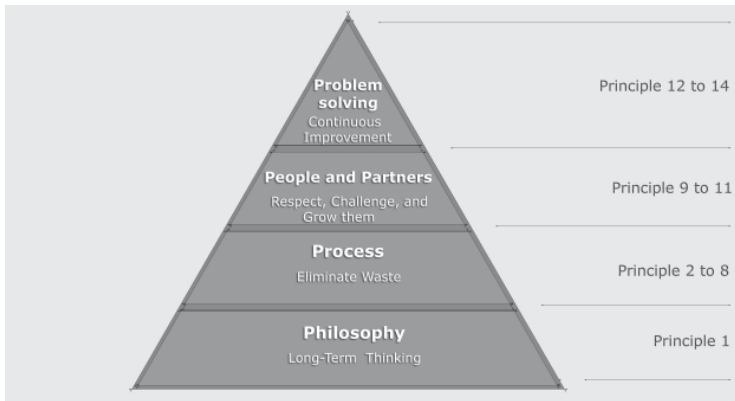 Problem
solving
Continuous
Improvement
Principle 12 to 14
People and Partners
Respect, Challenge, and
Grow them
Principle 9 to 11
Process
Eliminate Waste
Principle 2 to 8
Philosophy
Long-Term Thinking
Principle 1